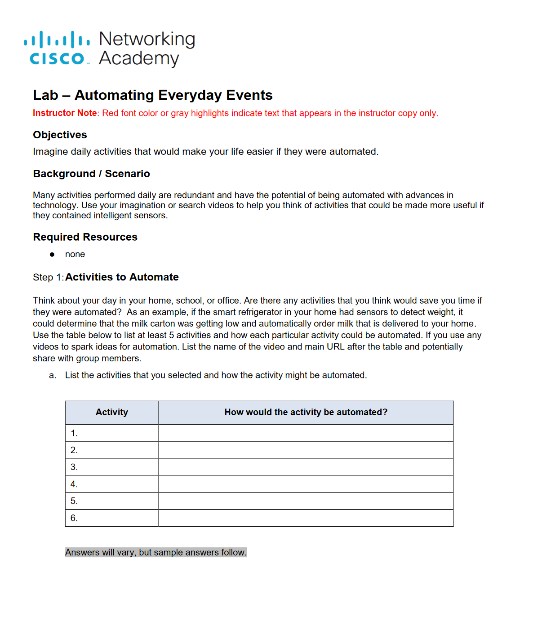 Networking
CISCO. Academy
Lab – Automating Everyday Events
Instructor Note: Red font color or gray highlights indicate text that appears in the instructor copy only.
Objectives
Imagine daily activities that would make your life easier if they were automated.
Background / Scenario
Many activities performed daily are redundant and have the potential of being automated with advances in
technology. Use your imagination or search videos to help you think of activities that could be made more useful if
they contained intelligent sensors.
Required Resources
● none
Step 1:Activities to Automate
Think about your day in your home, school, or office. Are there any activities that you think would save you time if
they were automated? As an example, if the smart refrigerator in your home had sensors to detect weight, it
could determine that the milk carton was getting low and automatically order milk that is delivered to your home.
Use the table below to list at least 5 activities and how each particular activity could be automated. If you use any
videos to spark ideas for automation. List the name of the video and main URL after the table and potentially
share with group members.
a. List the activities that you selected and how the activity might be automated.
Activity How would the activity be automated?
1.
2.
3.
4.
5.
6.
Answers will vary, but sample answers follow.